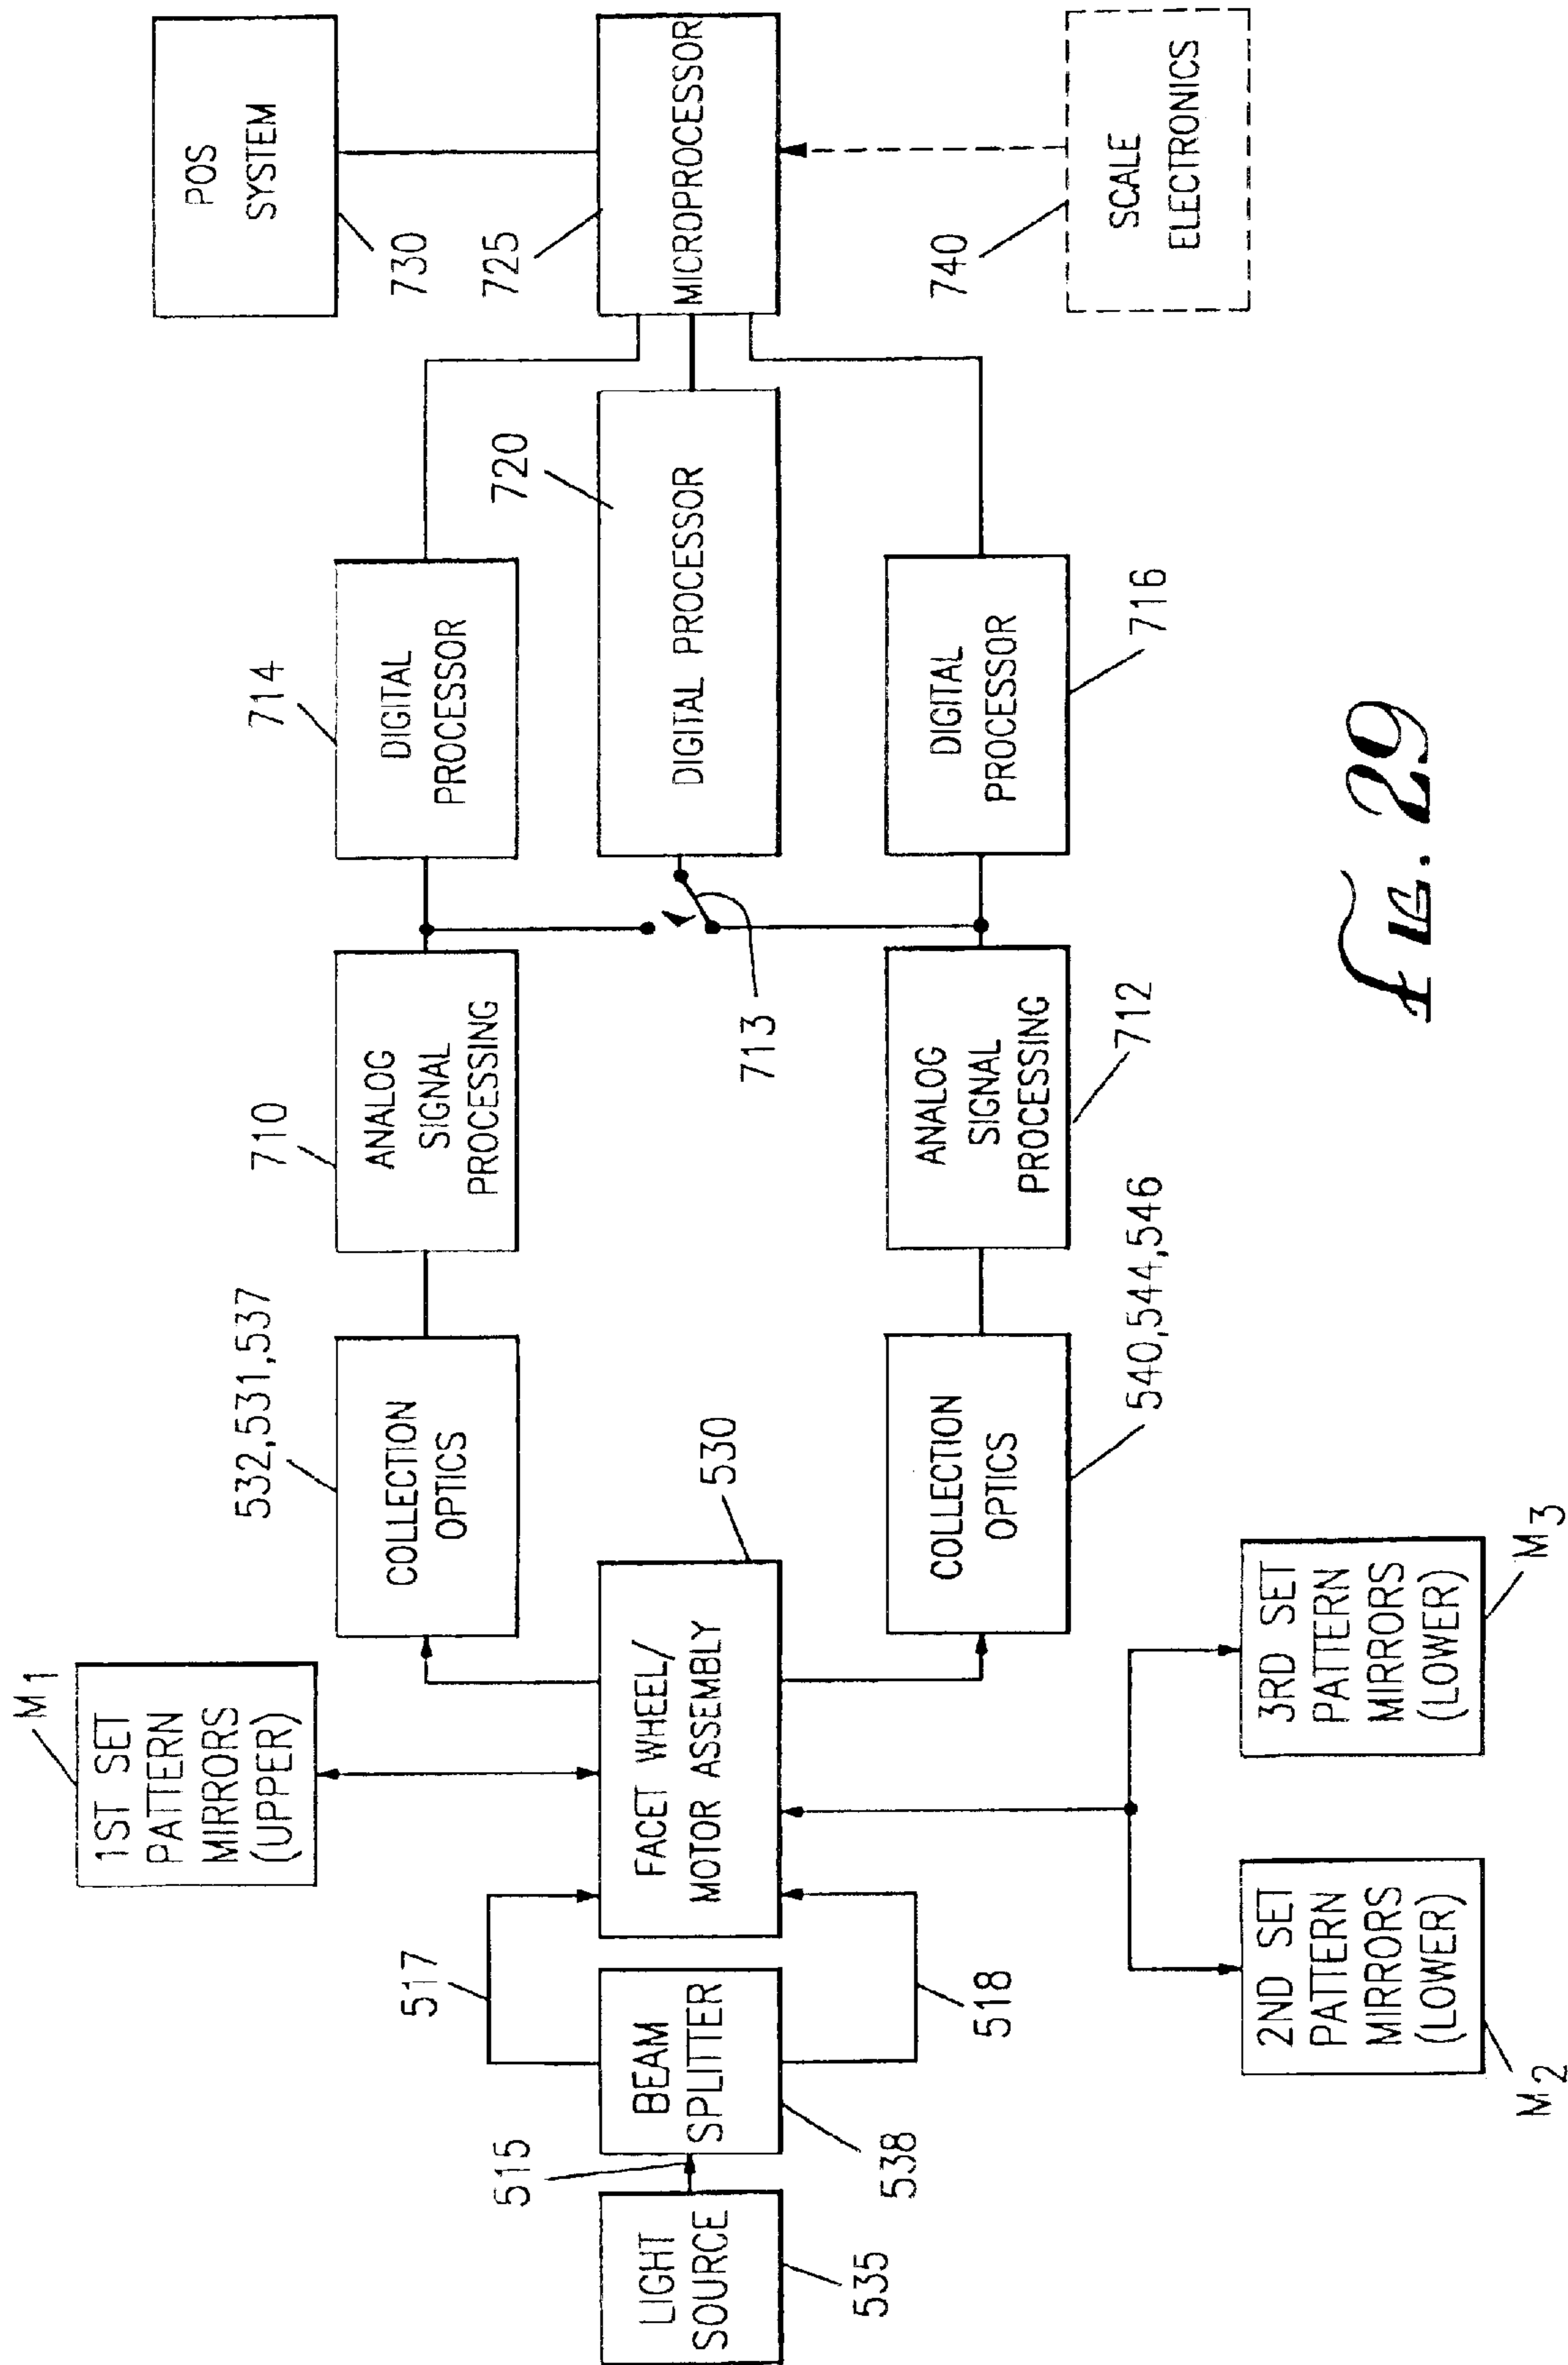 LIGHT
SOURCE
535
515
BEAM
SPLITTER
538
517
518
FACET WHEEL/
MOTOR ASSEMBLY
530
M1
1ST SET
PATTERN
MIRRORS
(UPPER)
2ND SET
PATTERN
MIRRORS
(LOWER)
M2
3RD SET
PATTERN
MIRRORS
(LOWER)
M3
532,531,537
COLLECTION
OPTICS
COLLECTION
OPTICS
540,544,546
710
ANALOG
SIGNAL
PROCESSING
ANALOG
SIGNAL
PROCESSING
712
713
714
DIGITAL
PROCESSOR
720
DIGITAL PROCESSOR
DIGITAL
PROCESSOR
716
POS
SYSTEM
730
725
MICROPROCESSOR
740
SCALE
ELECTRONICS
FIG. 29